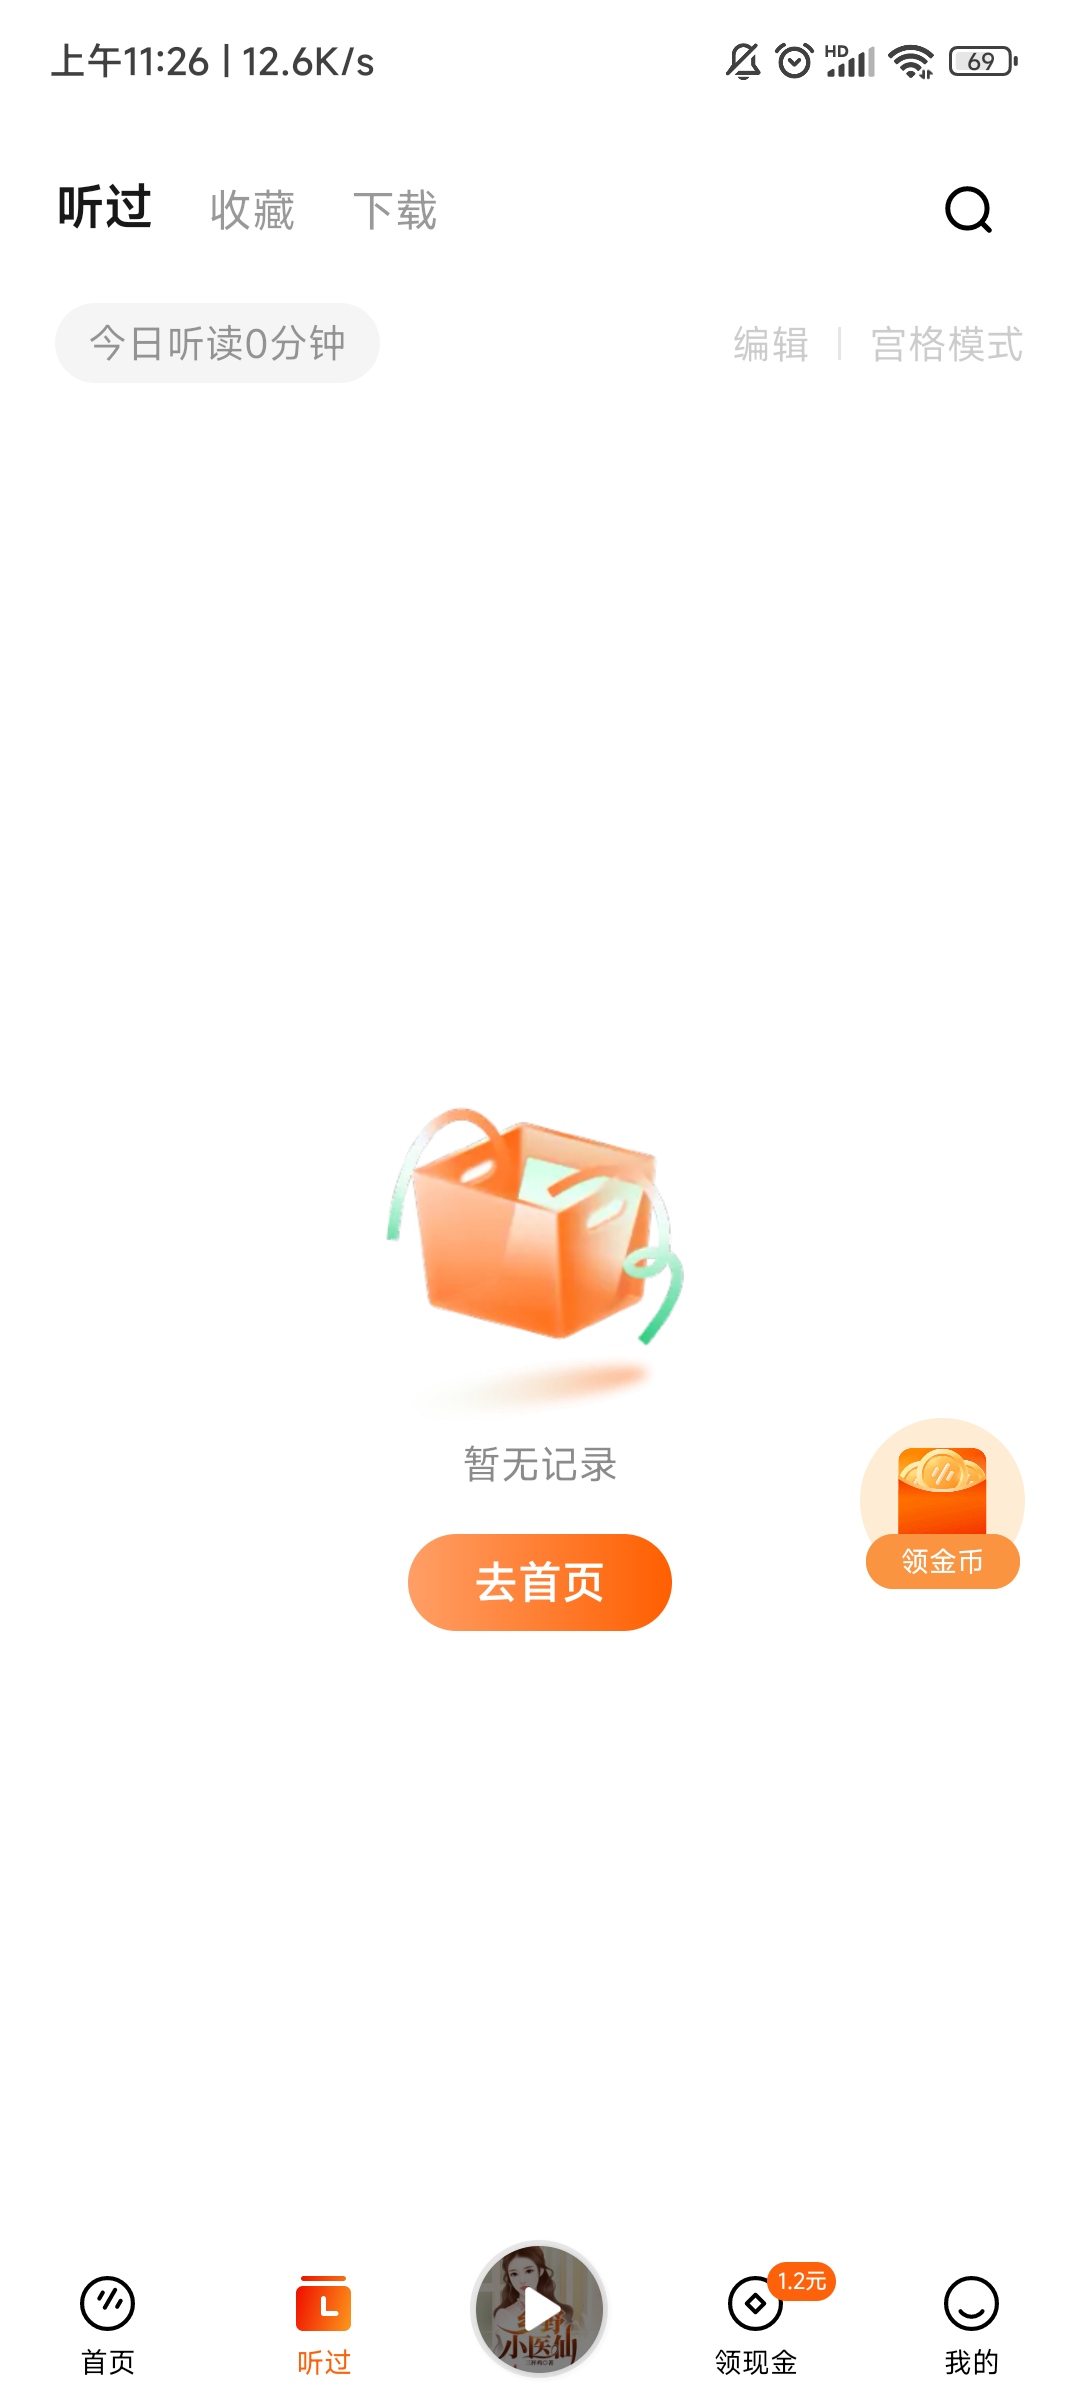 上午11:26 | 12.6K/s
HD
69
听过 收藏 下载
今日听读0分钟
编辑 | 宫格模式
暂无记录
去首页
领金币
小医仙
1.2元
首页 听过 领现金 我的